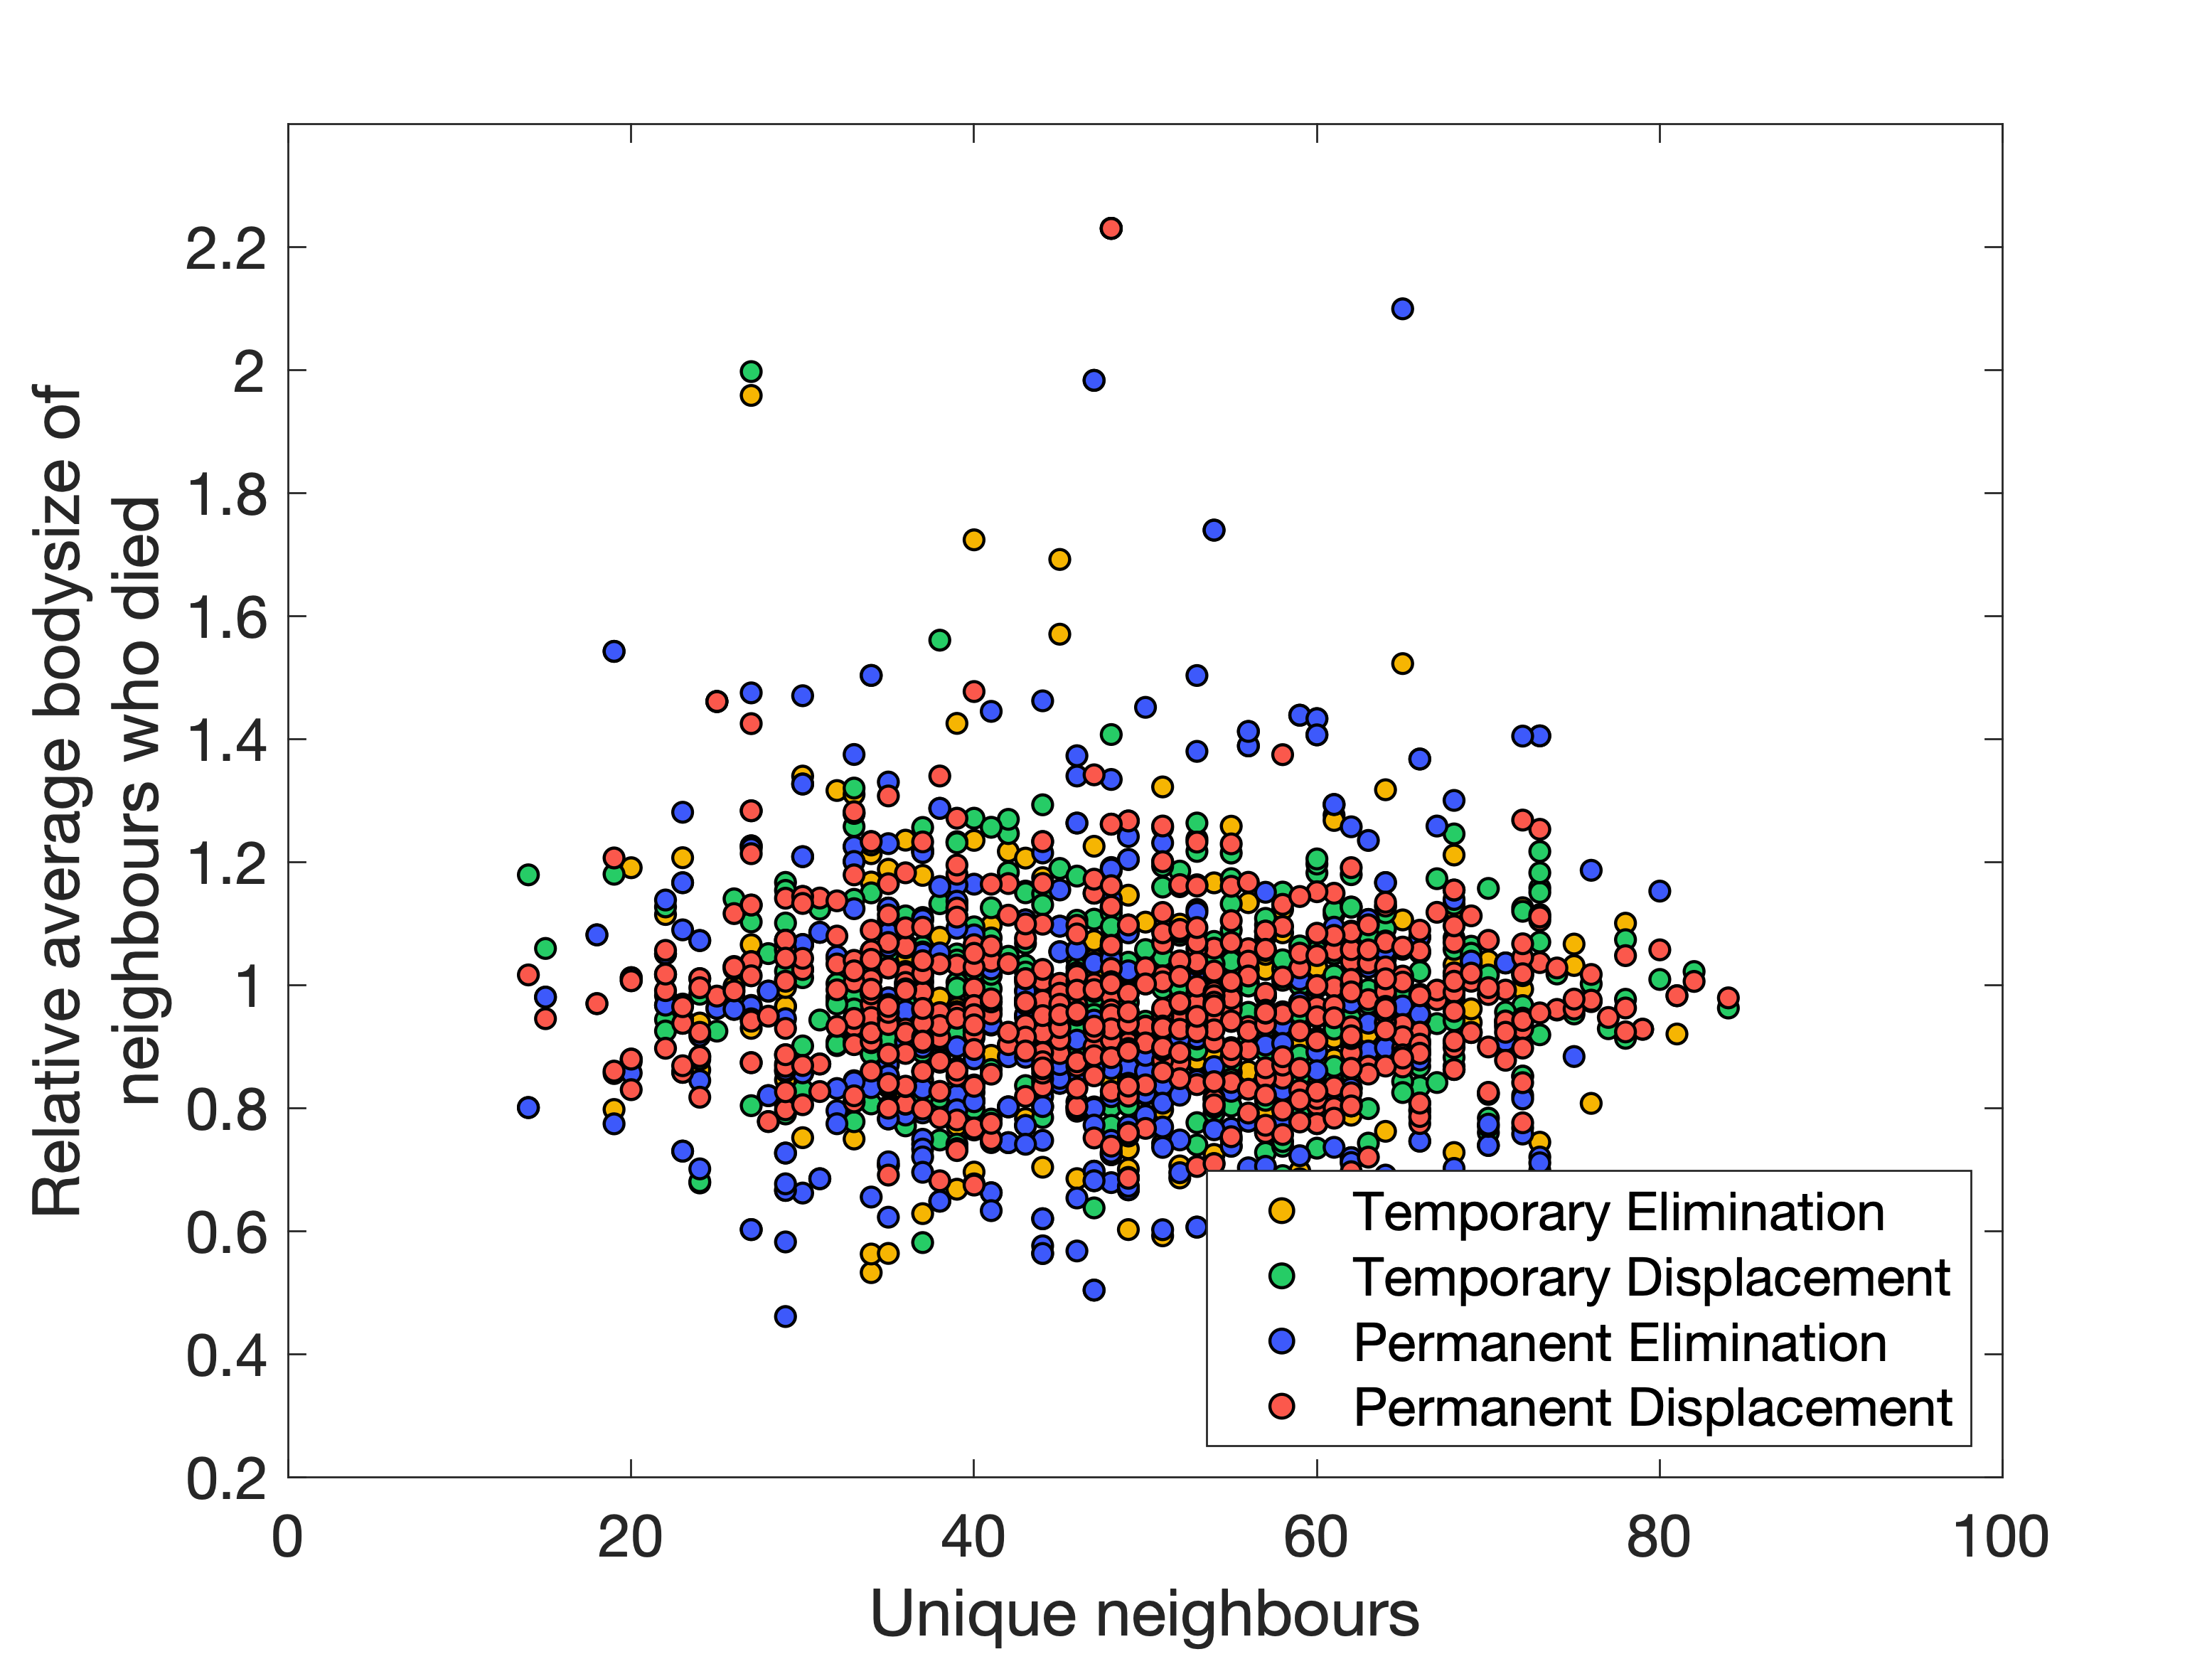 Relative average bodysize of
neighbours who died
2.2
2
1.8
1.6
1.4
1.2
1
0.8
0.6
0.4
0.2
0
20
40
60
80
100
Unique neighbours
Temporary Elimination
Temporary Displacement
Permanent Elimination
Permanent Displacement